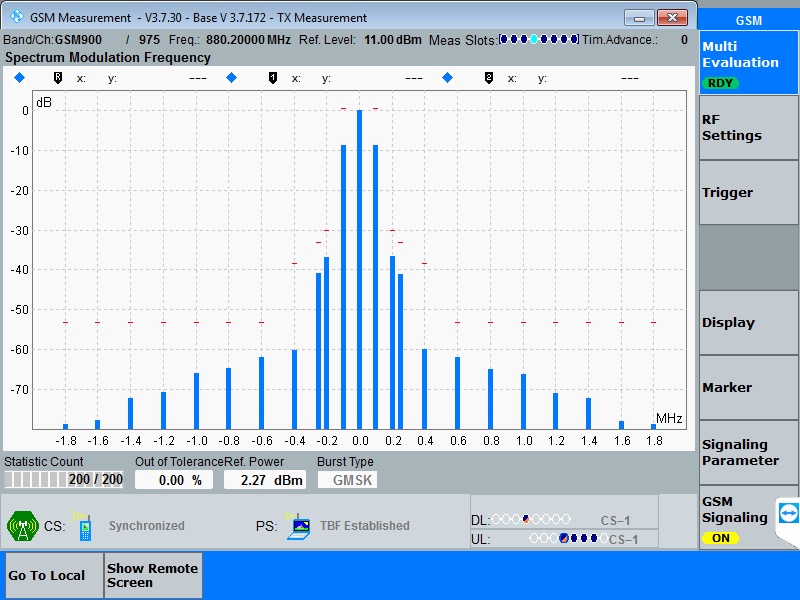 GSM Measurement - V3.7.30 - Base V 3.7.172 - TX Measurement
GSM
Band/Ch: GSM900 / 975 Freq.: 880.20000 MHz Ref. Level: 11.00 dBm Meas Slots: Tim.Advance.: 0
Spectrum Modulation Frequency
R x: y: --- 1 x: y: --- 2 x: y: ---
dB
0
-10
-20
-30
-40
-50
-60
-70
MHz
-1.8 -1.6 -1.4 -1.2 -1.0 -0.8 -0.6 -0.4 -0.2 0.0 0.2 0.4 0.6 0.8 1.0 1.2 1.4 1.6 1.8
Statistic Count Out of Tolerance Ref. Power Burst Type
200 / 200 0.00 % 2.27 dBm GMSK
CS: Synchronized PS: TBF Established
DL: CS-1
UL: CS-1
Multi
Evaluation
RDY
RF
Settings
Trigger
Display
Marker
Signaling
Parameter
GSM
Signaling
ON
Go To Local
Show Remote
Screen